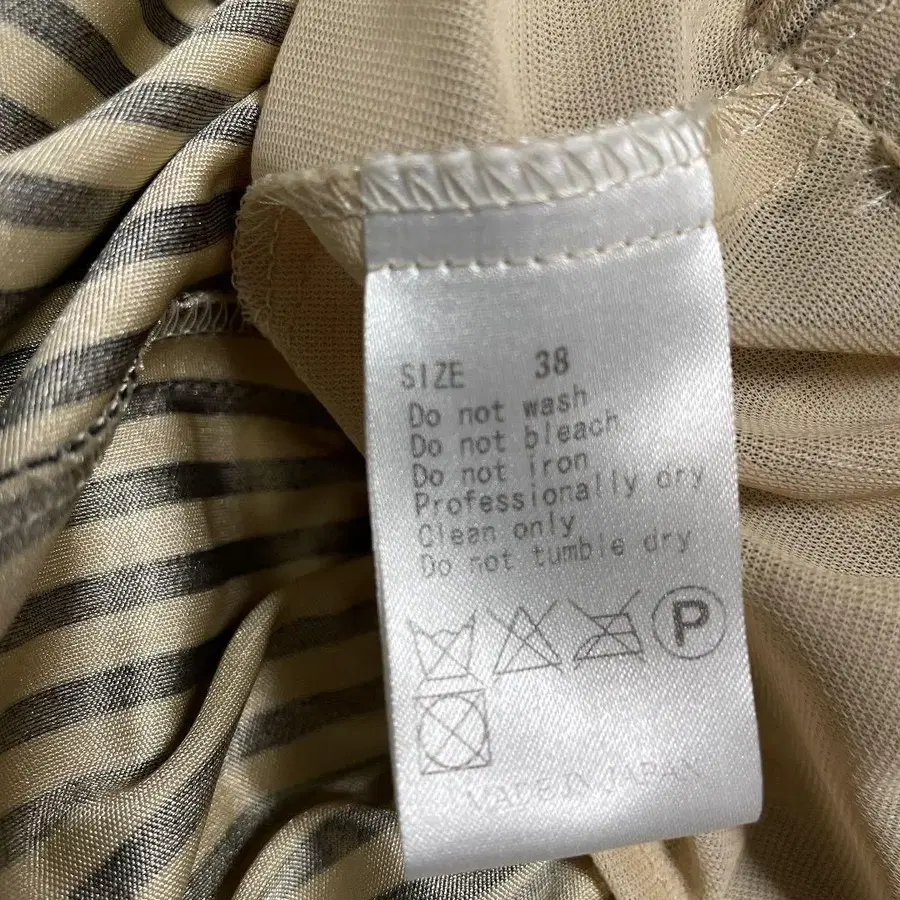 SIZE 38
Do not wash
Do not bleach
Do not iron
Professionally dry
Clean only
Do not tumble dry
P
MADE IN JAPAN